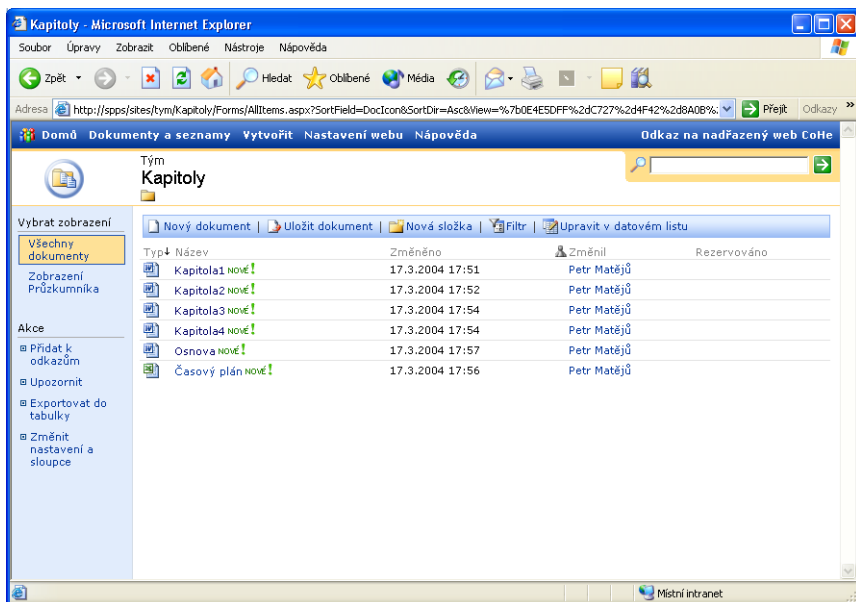 Kapitoly - Microsoft Internet Explorer
Soubor Úpravy Zobrazit Oblíbené Nástroje Nápověda
Zpět Hledat Oblíbené Média
Adresa http://spps/sites/tym/Kapitoly/Forms/AllItems.aspx?SortField=DocIcon&SortDir=Asc&View=%7b0E4E5DFF%2dC727%2d4F42%2d8A0B%: Přejít Odkazy »
Domů Dokumenty a seznamy Vytvořit Nastavení webu Nápověda Odkaz na nadřazený web CoHe
Tým
Kapitoly
Vybrat zobrazení
Všechny
dokumenty
Zobrazení
Průzkumníka
Akce
Přidat k
odkazům
Upozornit
Exportovat do
tabulky
Změnit
nastavení a
sloupce
Nový dokument | Uložit dokument | Nová složka | Filtr | Upravit v datovém listu
Typ Název Změněno Změnil Rezervováno
Kapitola1 NOVÉ! 17.3.2004 17:51 Petr Matějů
Kapitola2 NOVÉ! 17.3.2004 17:52 Petr Matějů
Kapitola3 NOVÉ! 17.3.2004 17:54 Petr Matějů
Kapitola4 NOVÉ! 17.3.2004 17:54 Petr Matějů
Osnova NOVÉ! 17.3.2004 17:57 Petr Matějů
Časový plán NOVÉ! 17.3.2004 17:56 Petr Matějů
Místní intranet